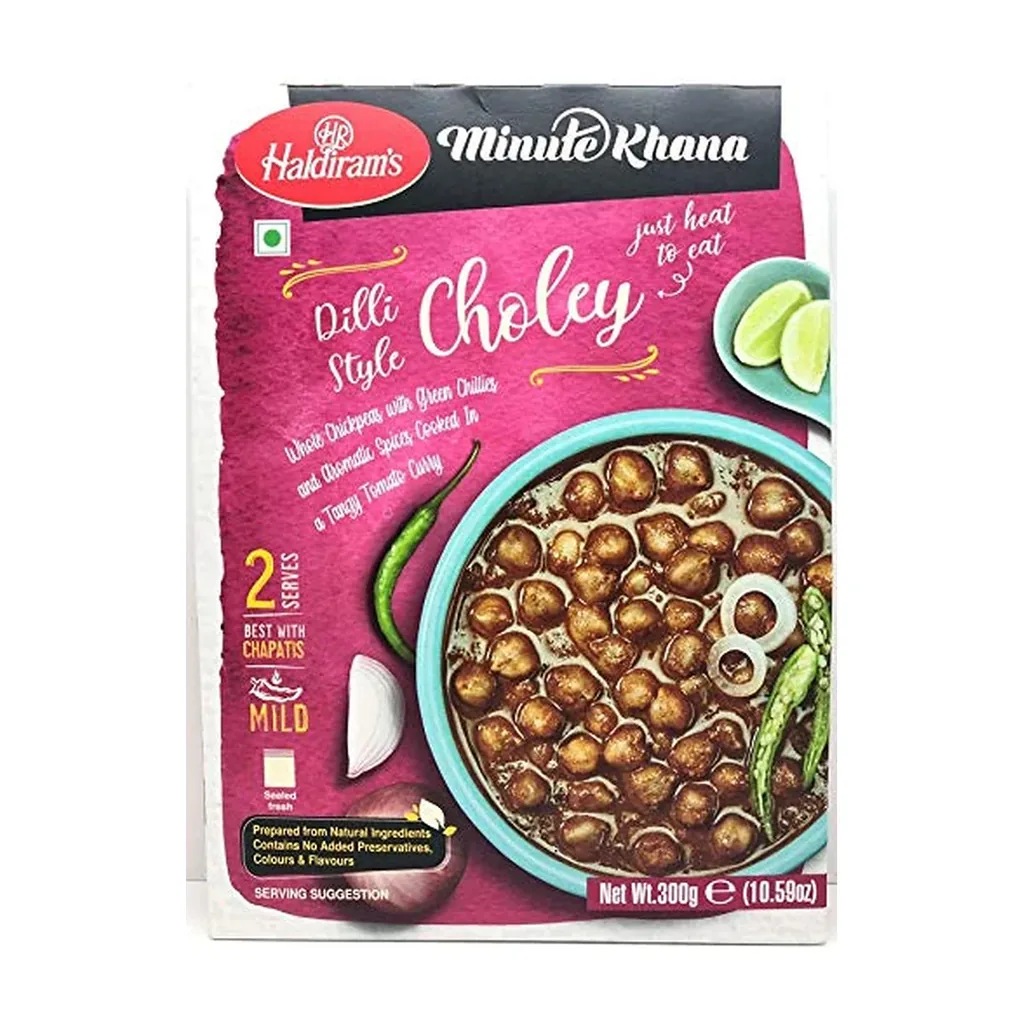 HR
Haldiram's
Minute Khana
just heat
to eat
Dilli
Style
Choley
Whole Chickpeas with Green Chillies
and Aromatic Spices Cooked In
a Tangy Tomato Curry
2 SERVES
BEST WITH
CHAPATIS
MILD
Sealed
fresh
Prepared from Natural Ingredients
Contains No Added Preservatives,
Colours & Flavours
SERVING SUGGESTION
Net Wt.300g ℮ (10.59oz)